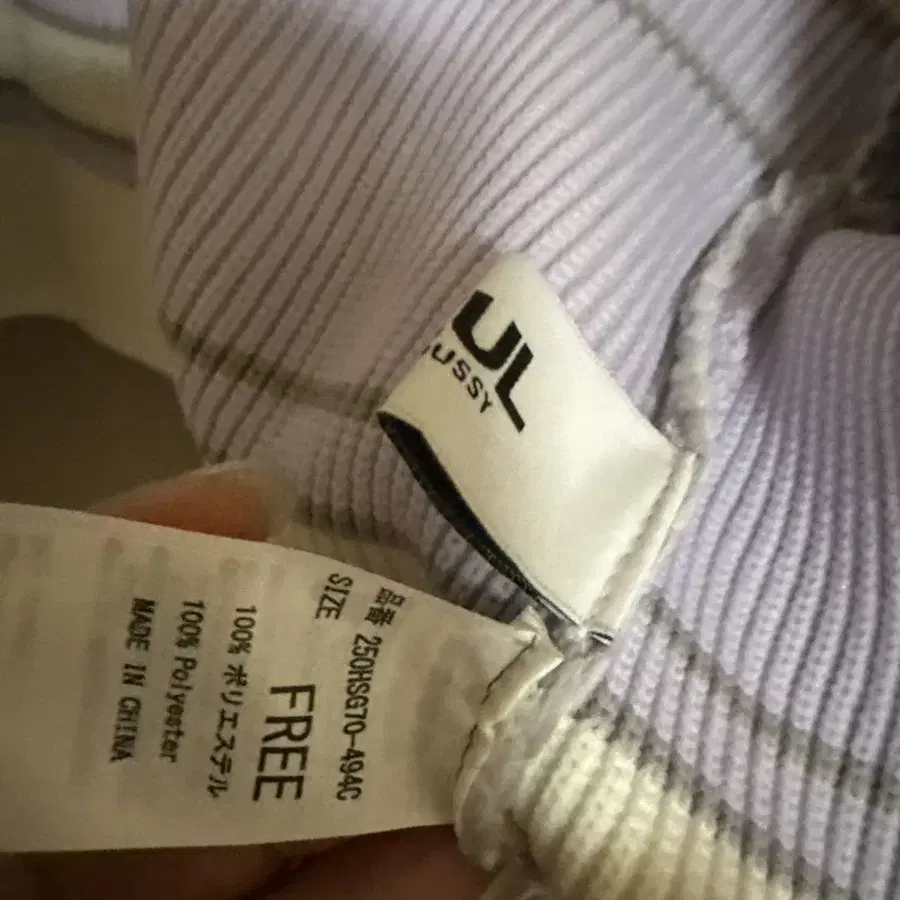 UL
USSY
品番 250HSG70-494C
SIZE
FREE
100% ポリエステル
100% Polyester
MADE IN CHINA